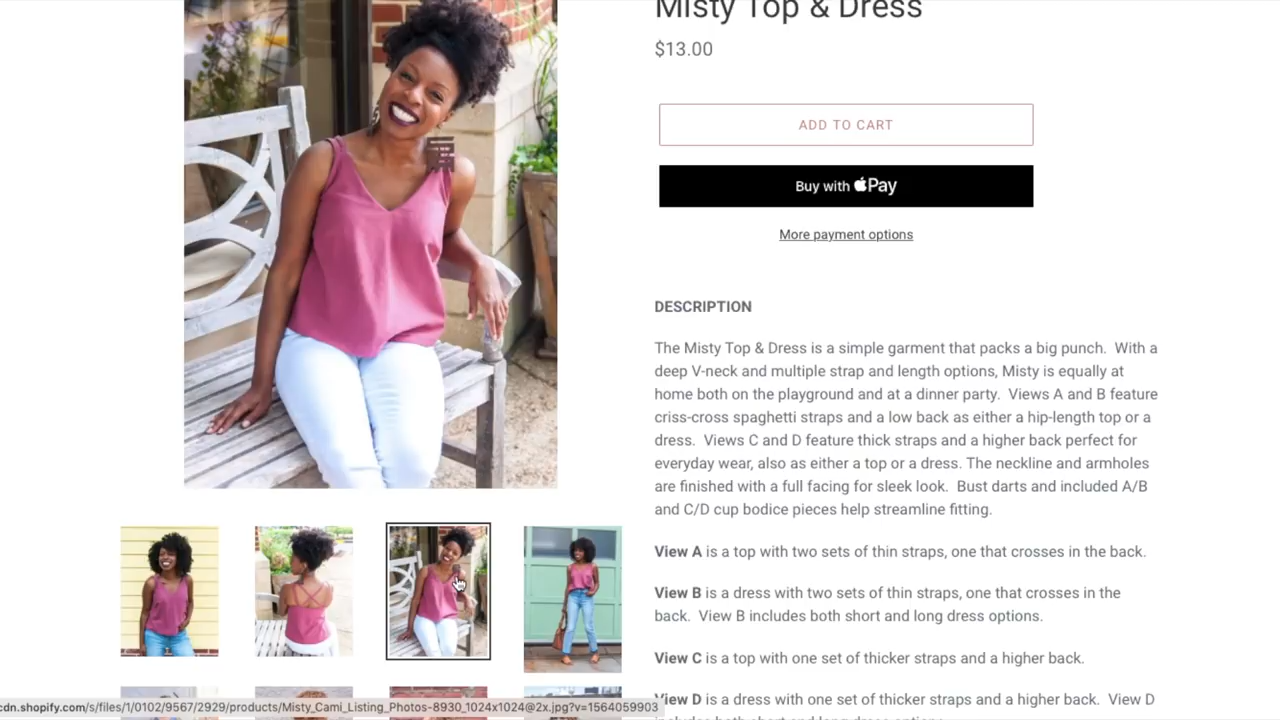 Misty Top & Dress
$13.00
ADD TO CART
Buy with Pay
More payment options
DESCRIPTION
The Misty Top & Dress is a simple garment that packs a big punch. With a
deep V-neck and multiple strap and length options, Misty is equally at
home both on the playground and at a dinner party. Views A and B feature
criss-cross spaghetti straps and a low back as either a hip-length top or a
dress. Views C and D feature thick straps and a higher back perfect for
everyday wear, also as either a top or a dress. The neckline and armholes
are finished with a full facing for sleek look. Bust darts and included A/B
and C/D cup bodice pieces help streamline fitting.
View A is a top with two sets of thin straps, one that crosses in the back.
View B is a dress with two sets of thin straps, one that crosses in the
back. View B includes both short and long dress options.
View C is a top with one set of thicker straps and a higher back.
View D is a dress with one set of thicker straps and a higher back. View D
includes both short and long dress options.
cdn.shopify.com/s/files/1/0102/9567/2929/products/Misty_Cami_Listing_Photos-8930_1024x1024@2x.jpg?v=1564059903